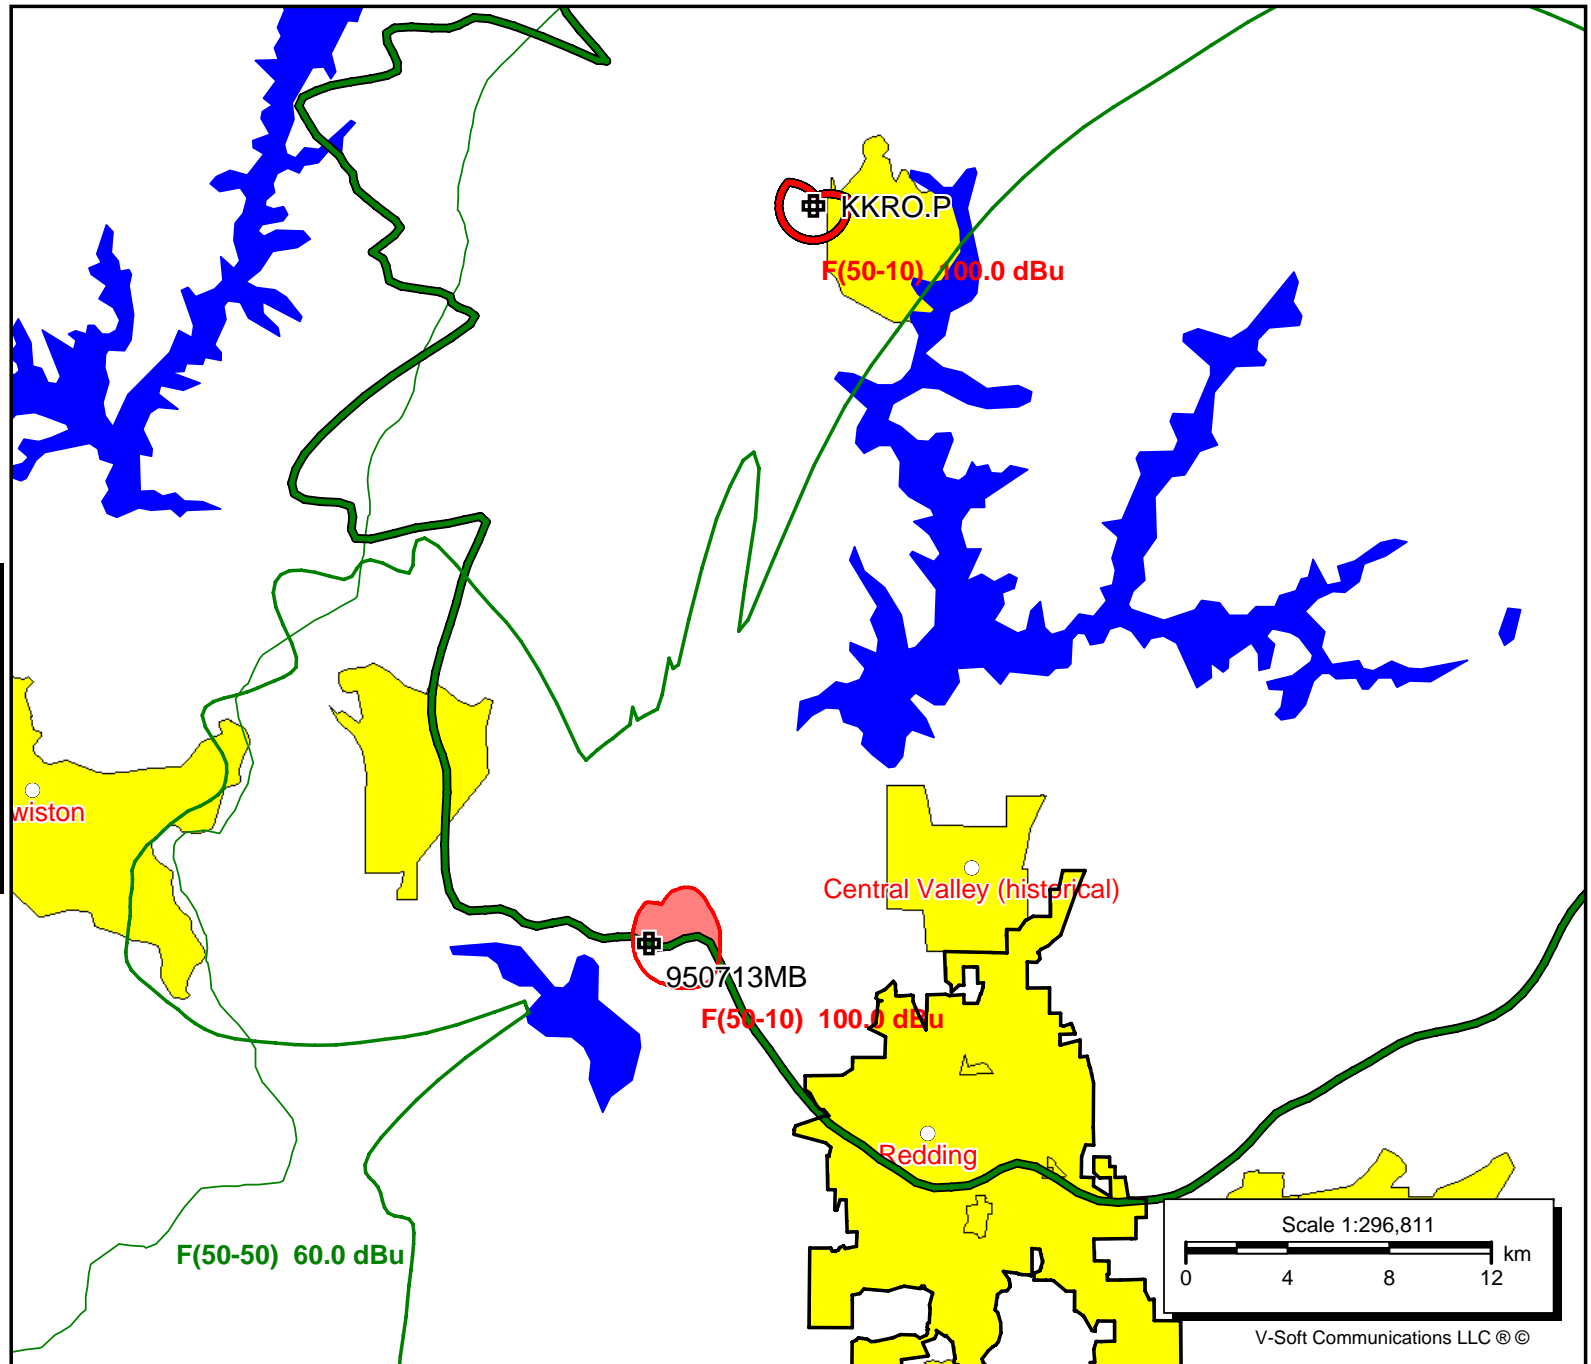 KKRO.P
F(50-10) 100.0 dBu
wiston
Central Valley (historical)
950713MB
F(50-10) 100.0 dBu
Redding
F(50-50) 60.0 dBu
Scale 1:296,811
km
0 4 8 12
V-Soft Communications LLC ® ©